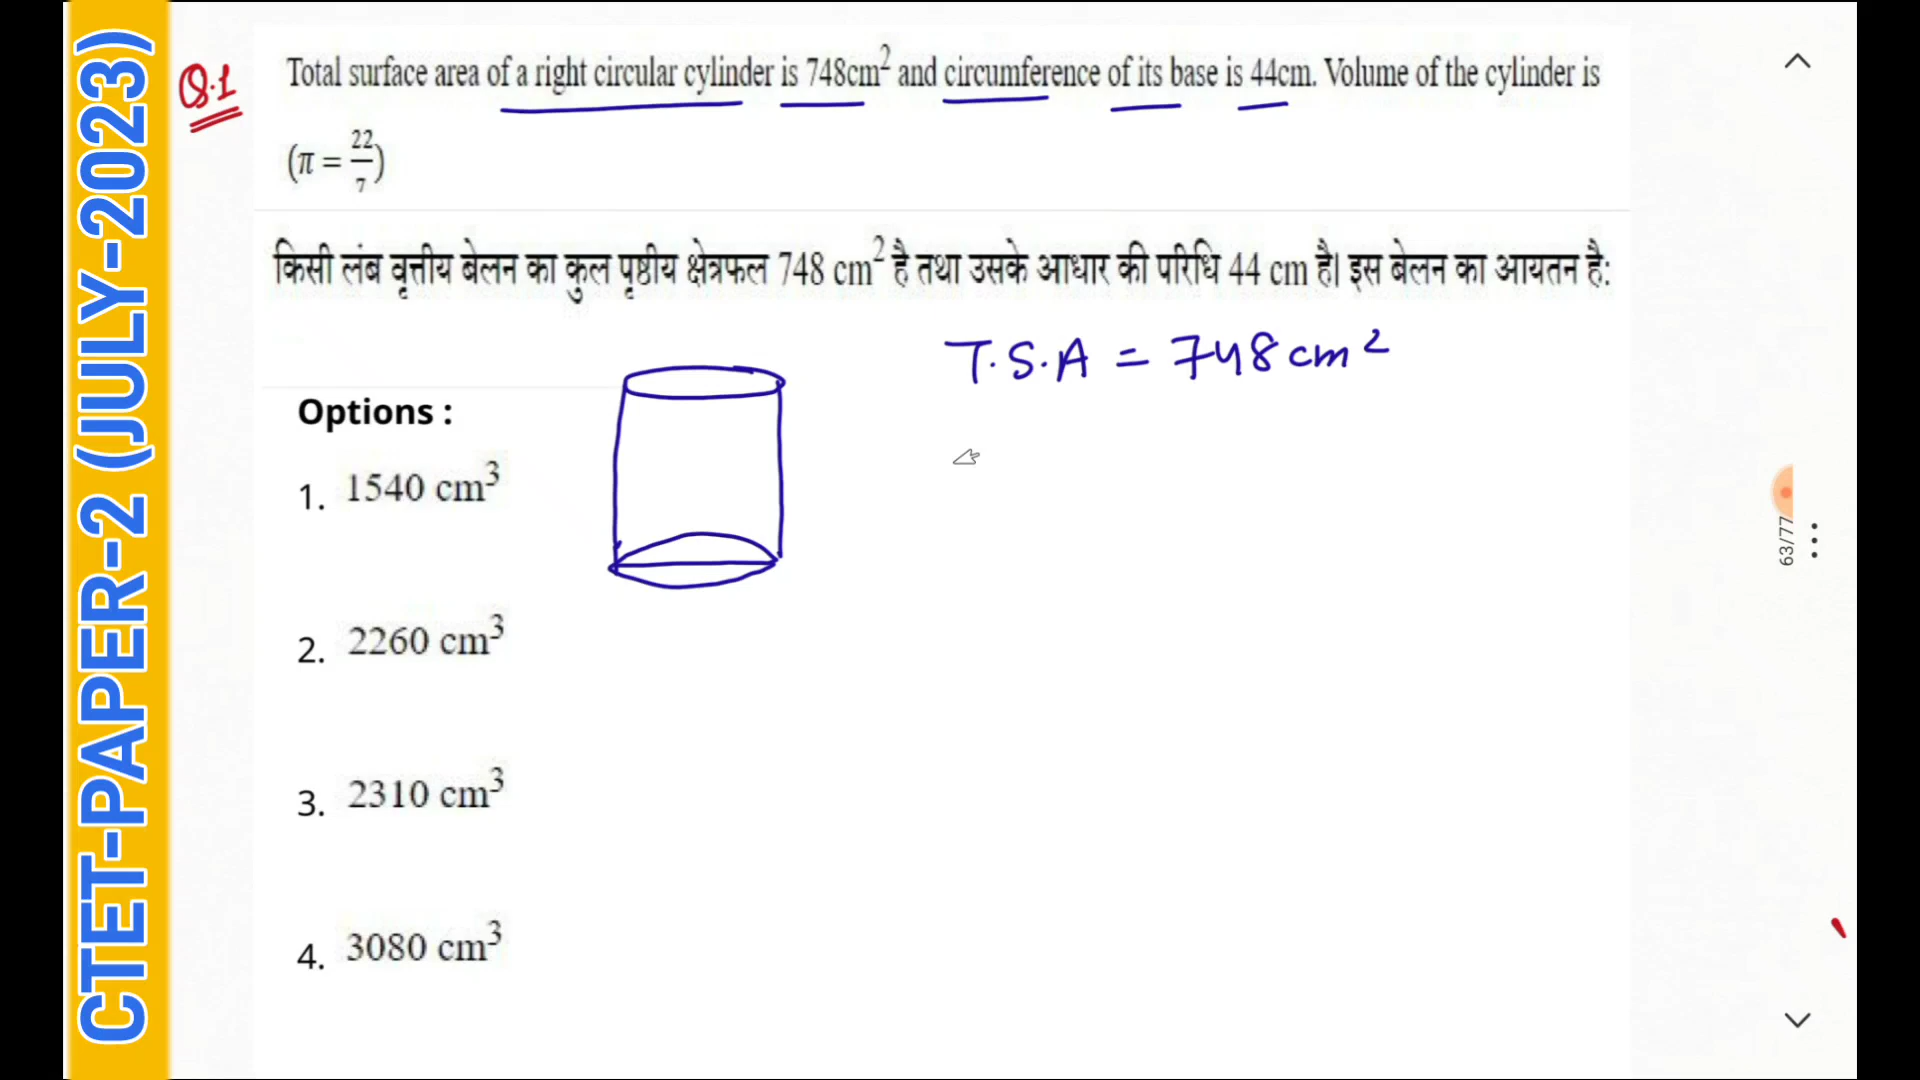 CTET-PAPER-2 (JULY-2023)
Q.1
Total surface area of a right circular cylinder is 748cm² and circumference of its base is 44cm. Volume of the cylinder is
(π = 22/7)
किसी लंब वृत्तीय बेलन का कुल पृष्ठीय क्षेत्रफल 748 cm² है तथा उसके आधार की परिधि 44 cm है। इस बेलन का आयतन है:
T.S.A = 748cm²
Options :
1. 1540 cm³
2. 2260 cm³
3. 2310 cm³
4. 3080 cm³
63/77